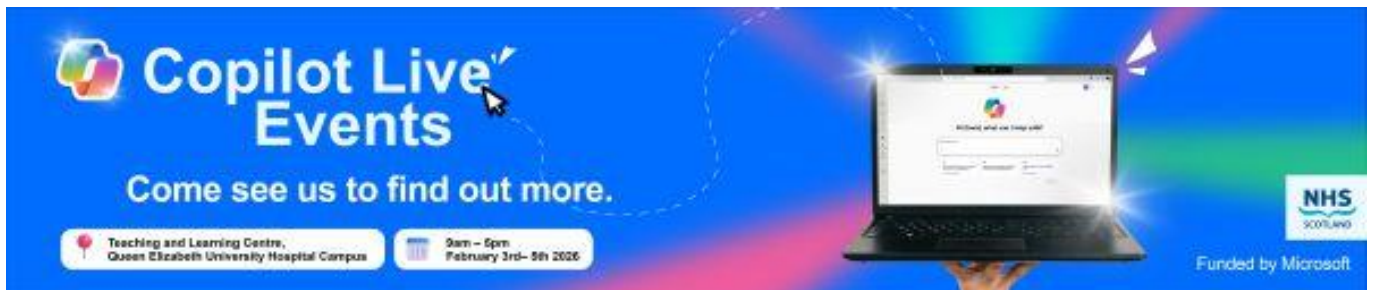 Copilot Live
Events
Come see us to find out more.
Teaching and Learning Centre,
Queen Elizabeth University Hospital Campus
9am – 5pm
February 3rd– 5th 2026
NHS
SCOTLAND
Funded by Microsoft